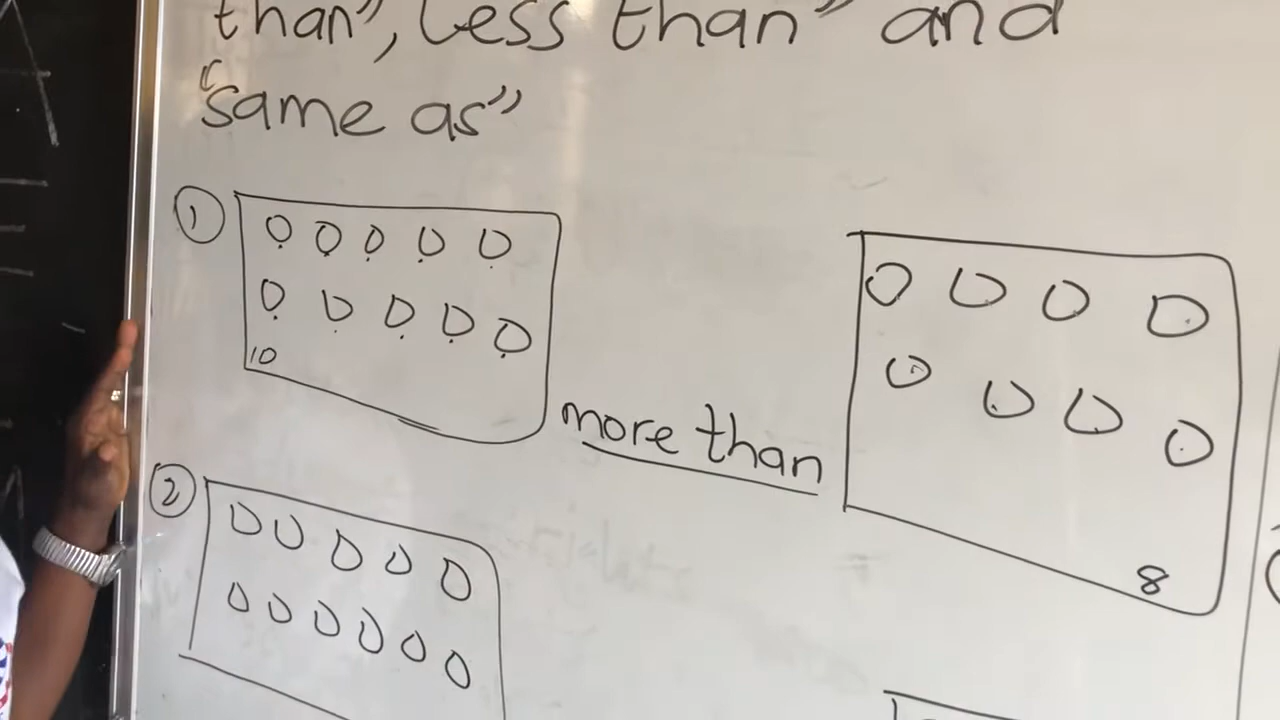 than", less than" and
"same as"
1
10
more than
8
2